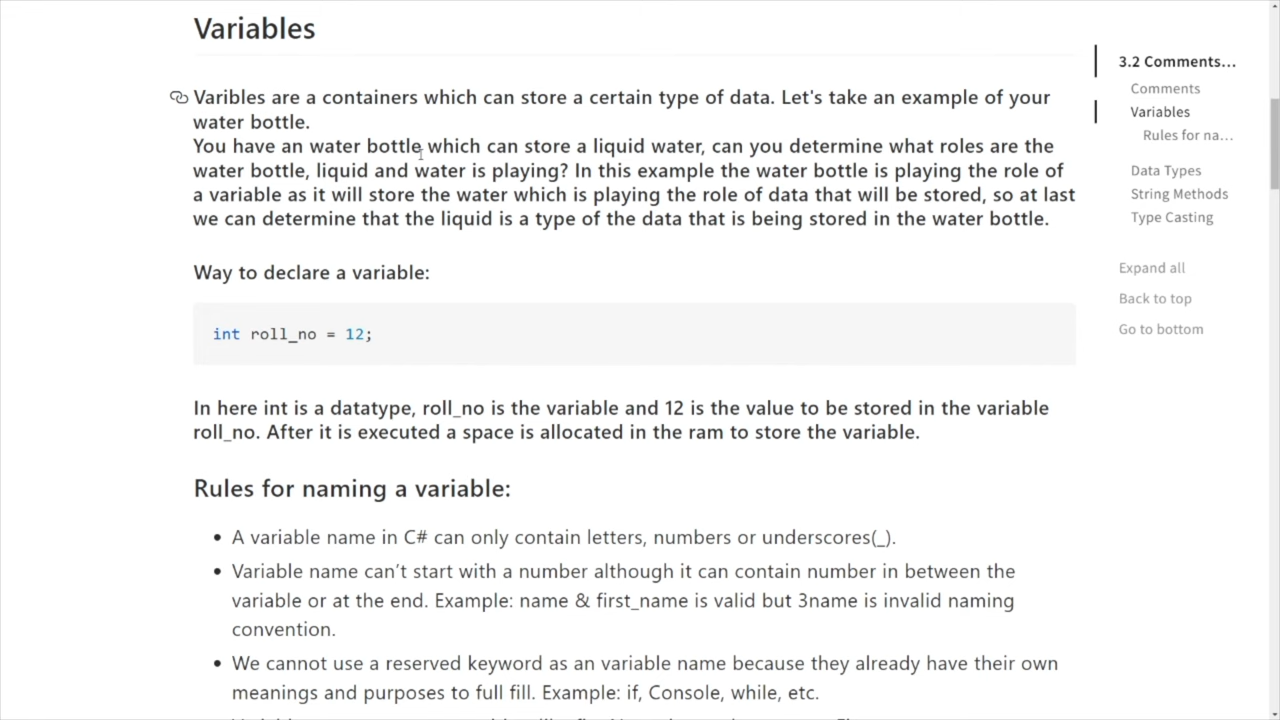 Variables
Varibles are a containers which can store a certain type of data. Let's take an example of your
water bottle.
You have an water bottle which can store a liquid water, can you determine what roles are the
water bottle, liquid and water is playing? In this example the water bottle is playing the role of
a variable as it will store the water which is playing the role of data that will be stored, so at last
we can determine that the liquid is a type of the data that is being stored in the water bottle.
Way to declare a variable:
int roll_no = 12;
In here int is a datatype, roll_no is the variable and 12 is the value to be stored in the variable
roll_no. After it is executed a space is allocated in the ram to store the variable.
Rules for naming a variable:
• A variable name in C# can only contain letters, numbers or underscores(_).
• Variable name can't start with a number although it can contain number in between the
variable or at the end. Example: name & first_name is valid but 3name is invalid naming
convention.
• We cannot use a reserved keyword as an variable name because they already have their own
meanings and purposes to full fill. Example: if, Console, while, etc.
3.2 Comments...
Comments
Variables
Rules for na...
Data Types
String Methods
Type Casting
Expand all
Back to top
Go to bottom